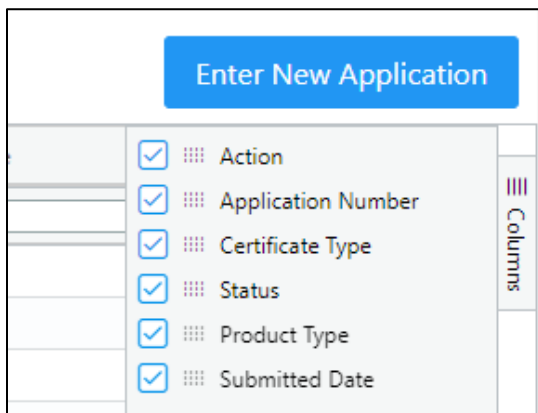 Enter New Application
Action
Application Number
Certificate Type
Status
Product Type
Submitted Date
Columns